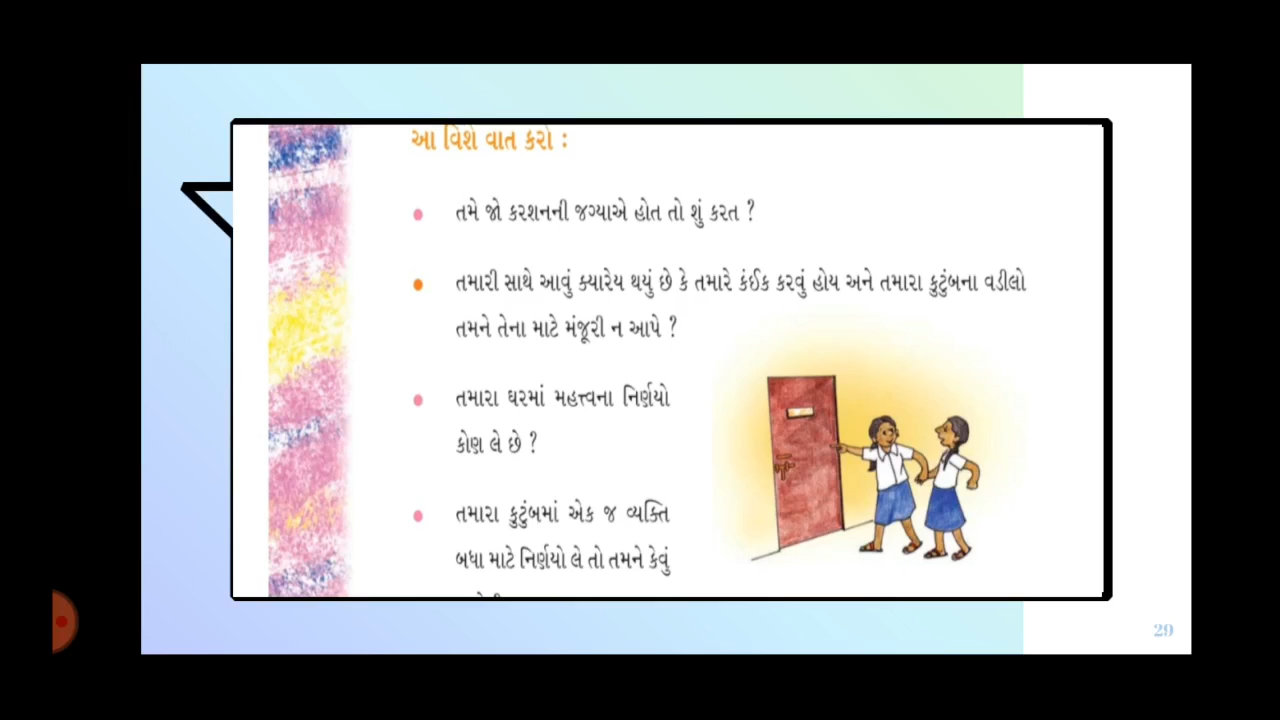 આ વિશે વાત કરો :
તમે જો કરશનની જગ્યાએ હોત તો શું કરત ?
તમારી સાથે આવું ક્યારેય થયું છે કે તમારે કંઈક કરવું હોય અને તમારા કુટુંબના વડીલો
તમને તેના માટે મંજૂરી ન આપે ?
તમારા ઘરમાં મહત્ત્વના નિર્ણયો
કોણ લે છે ?
તમારા કુટુંબમાં એક જ વ્યક્તિ
બધા માટે નિર્ણયો લે તો તમને કેવું
29